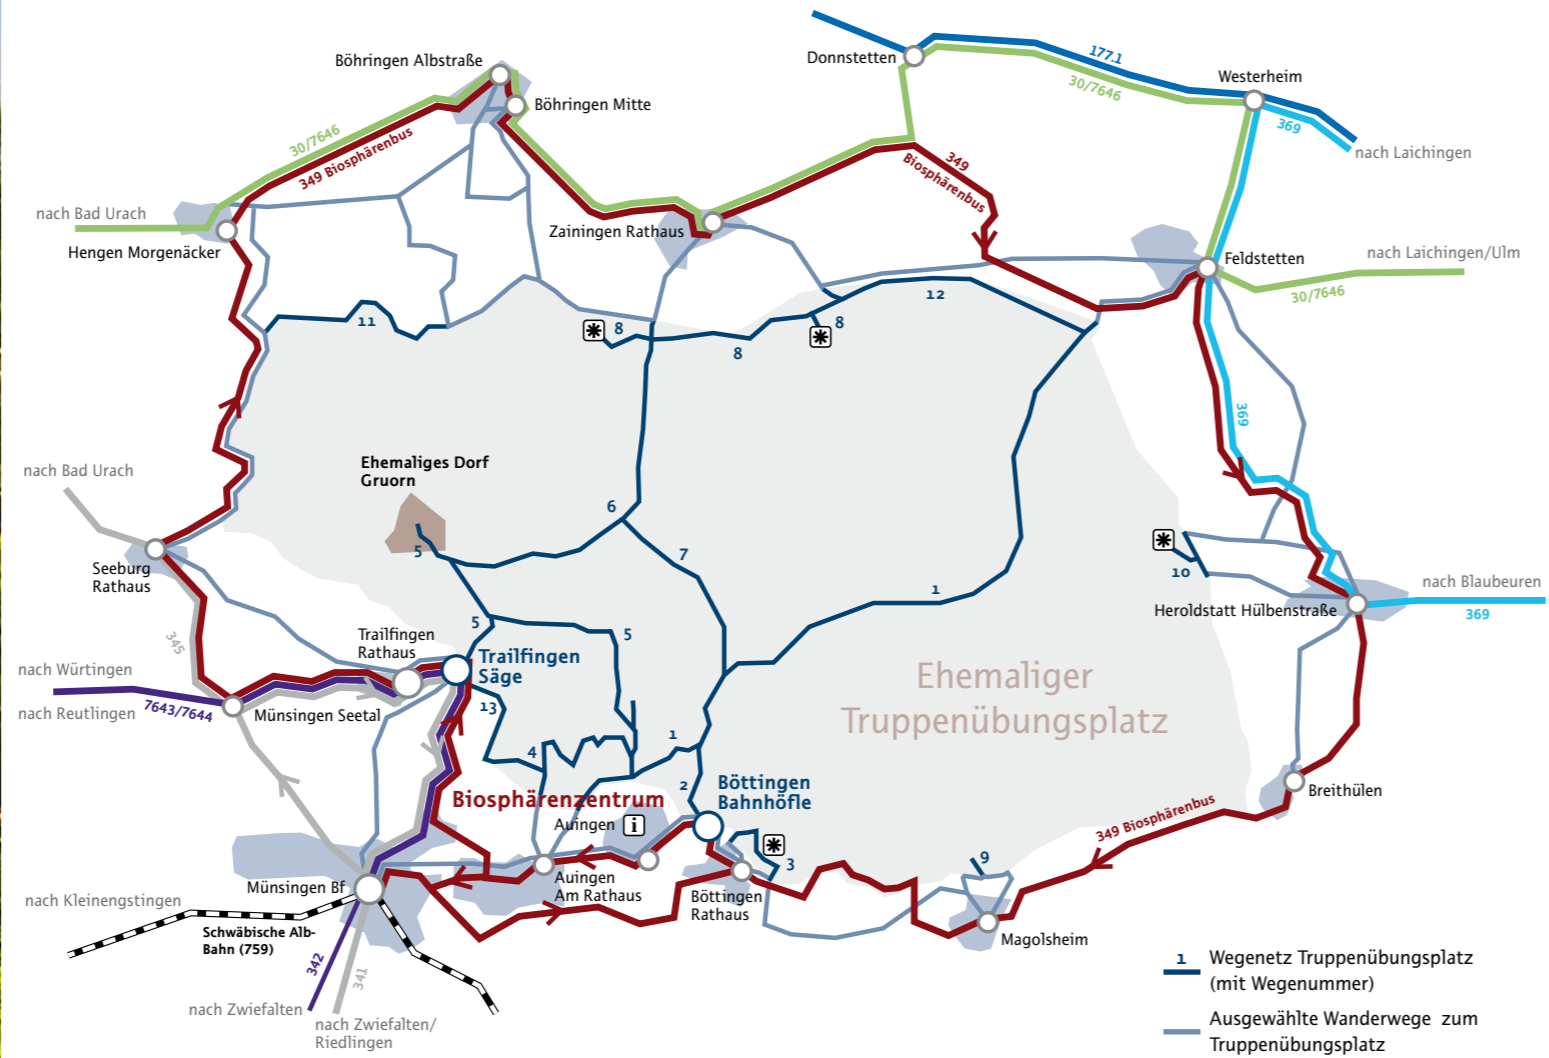 Böhringen Albstraße
Böhringen Mitte
30/7646
349 Biosphärenbus
nach Bad Urach
Hengen Morgenäcker
Zainingen Rathaus
Donnstetten
177.1
30/7646
Westerheim
369
nach Laichingen
349
Biosphärenbus
Feldstetten
nach Laichingen/Ulm
30/7646
11
8
8
8
12
369
nach Bad Urach
Ehemaliges Dorf
Gruorn
5
6
7
Seeburg
Rathaus
345
1
10
Heroldstatt Hülbenstraße
nach Blaubeuren
369
Trailfingen
Rathaus
5
5
Trailfingen
Säge
nach Würtingen
7643/7644
nach Reutlingen
Münsingen Seetal
13
4
1
2
Ehemaliger
Truppenübungsplatz
Böttingen
Bahnhöfle
Biosphärenzentrum
Auingen
i
Breithülen
349 Biosphärenbus
3
9
Münsingen Bf
Auingen
Am Rathaus
Böttingen
Rathaus
Magolsheim
nach Kleinengstingen
Schwäbische Alb-
Bahn (759)
342
341
nach Zwiefalten
nach Zwiefalten/
Riedlingen
1 Wegenetz Truppenübungsplatz
(mit Wegenummer)
Ausgewählte Wanderwege zum
Truppenübungsplatz